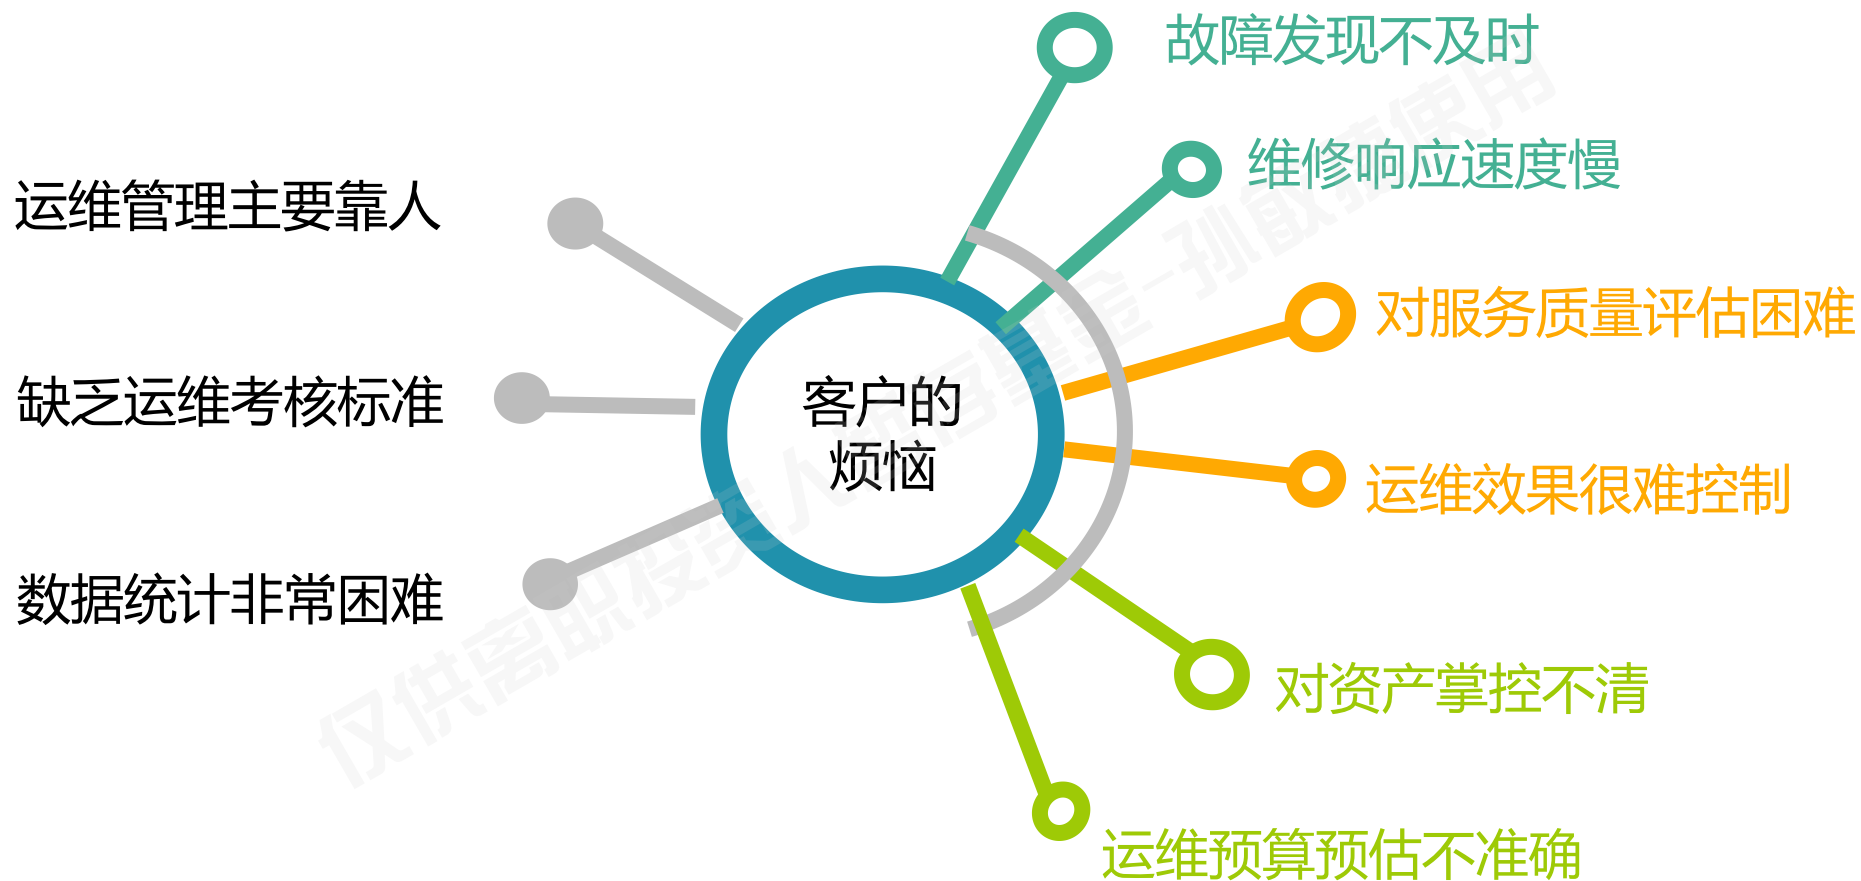 故障发现不及时
维修响应速度慢
运维管理主要靠人
对服务质量评估困难
客户的
烦恼
缺乏运维考核标准
运维效果很难控制
数据统计非常困难
对资产掌控不清
运维预算预估不准确